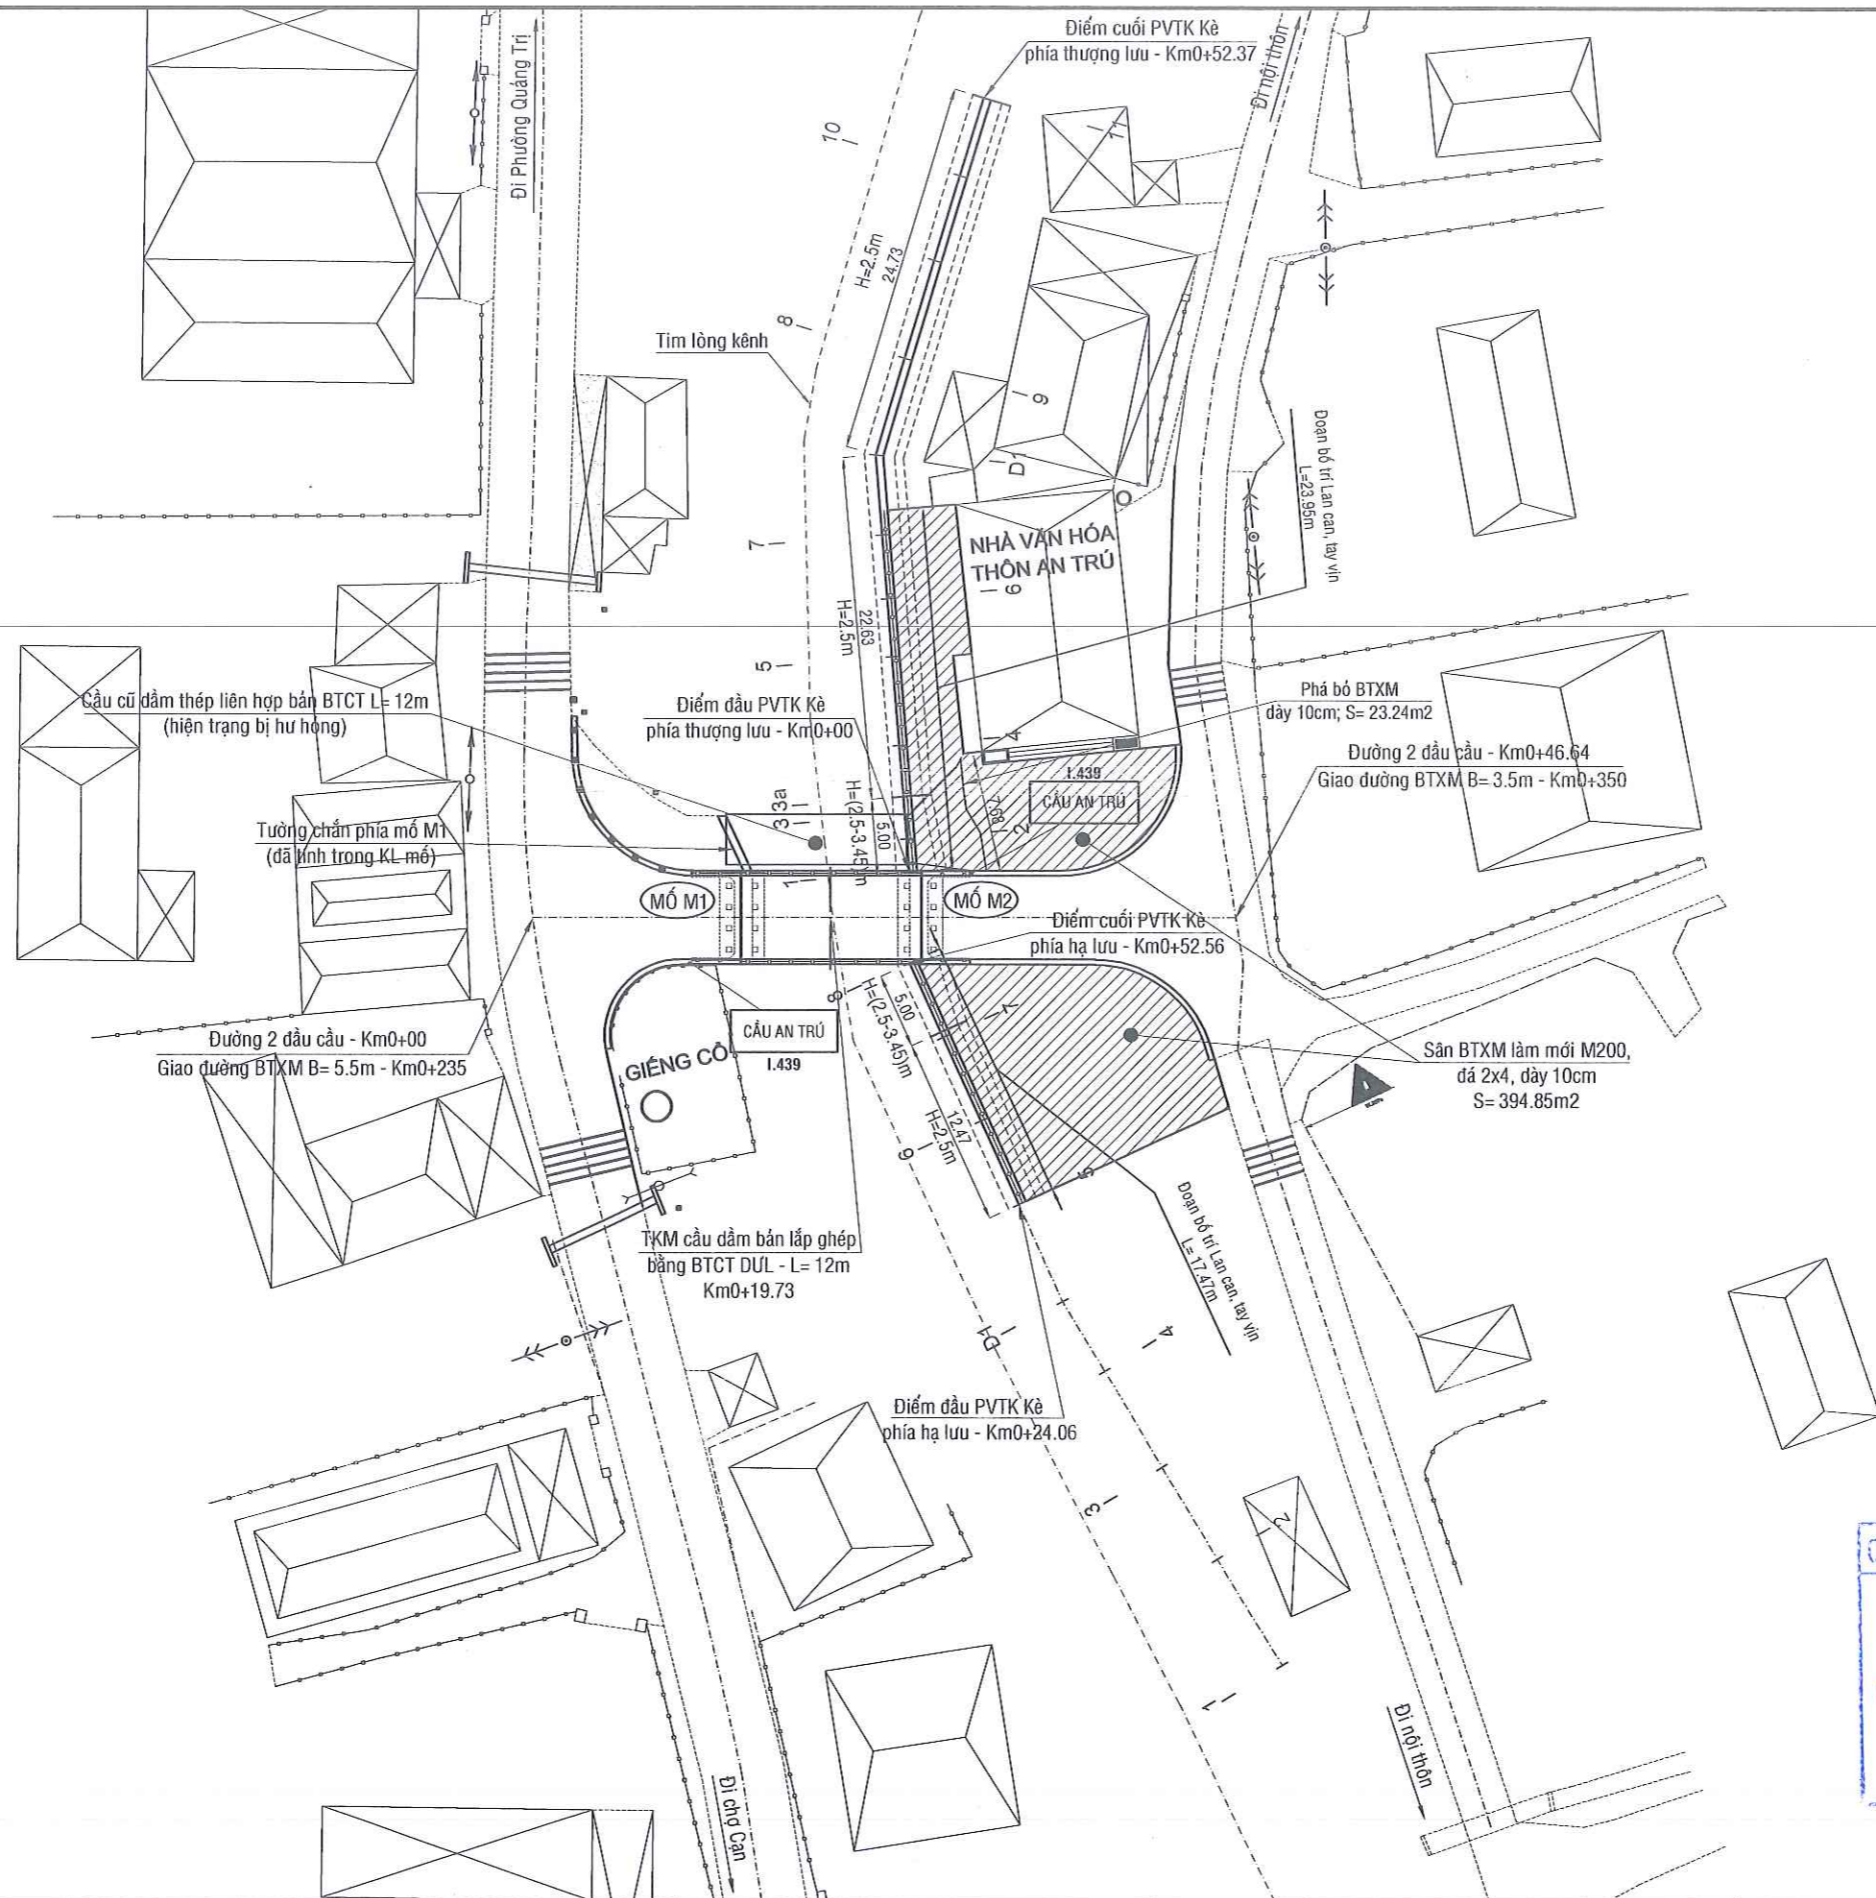 Điểm cuối PVTK Kè
phía thượng lưu - Km0+52.37
Đi Phường Quảng Trị
Đi nội thôn
10
11
H=2.5m
24.73
8
Tim lòng kênh
9
D1
Đoạn bố trí Lan can, tay vịn
L=23.95m
7
NHÀ VĂN HÓA
THÔN AN TRÚ
6
22.63
H=2.5m
5
Cầu cũ dầm thép liên hợp bản BTCT L= 12m
(hiện trạng bị hư hỏng)
Điểm đầu PVTK Kè
phía thượng lưu - Km0+00
Phá bỏ BTXM
dày 10cm; S= 23.24m2
4
Đường 2 đầu cầu - Km0+46.64
Giao đường BTXM B= 3.5m - Km0+350
I.439
CẦU AN TRÚ
7.68
2
3
3a
5.00
H=(2.5-3.45)m
Tường chắn phía mố M1
(đã tính trong KL mố)
1
MỐ M1
MỐ M2
Điểm cuối PVTK Kè
phía hạ lưu - Km0+52.56
8
7
5.00
H=(2.5-3.45)m
CẦU AN TRÚ
I.439
GIẾNG CỔ
Đường 2 đầu cầu - Km0+00
Giao đường BTXM B= 5.5m - Km0+235
Sân BTXM làm mới M200,
đá 2x4, dày 10cm
S= 394.85m2
12.47
H=2.5m
6
5
Đoạn bố trí Lan can, tay vịn
L= 17.47m
TKM cầu dầm bản lắp ghép
bằng BTCT DƯL - L= 12m
Km0+19.73
D1
4
Điểm đầu PVTK Kè
phía hạ lưu - Km0+24.06
3
2
1
Đi nội thôn
Đi chợ Cạn